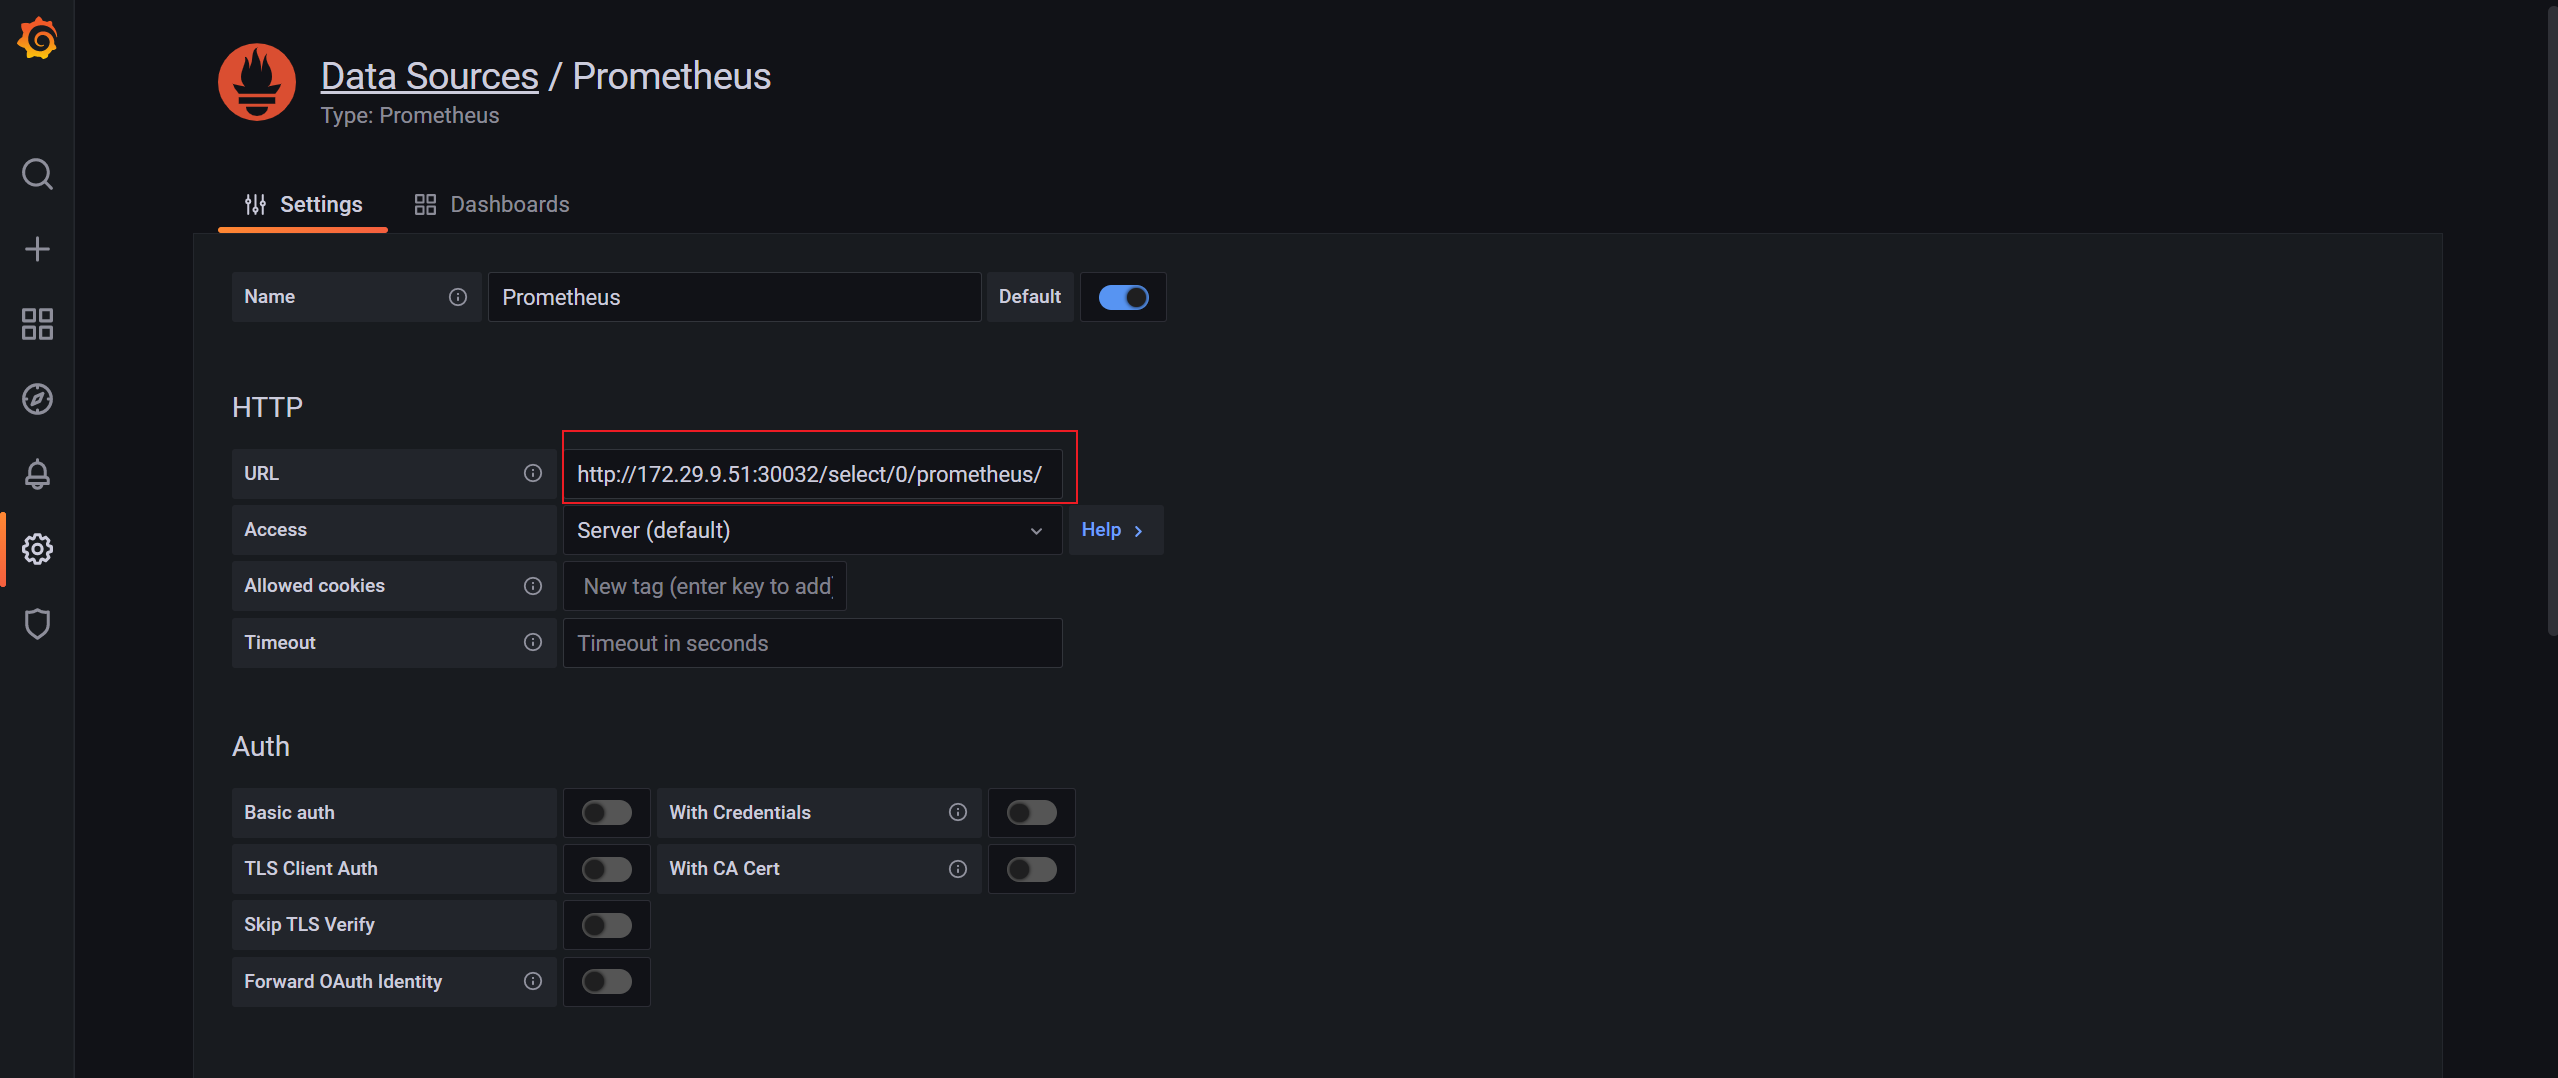 Data Sources / Prometheus
Type: Prometheus
Settings Dashboards
Name Prometheus Default
HTTP
URL http://172.29.9.51:30032/select/0/prometheus/
Access Server (default) Help
Allowed cookies New tag (enter key to add)
Timeout Timeout in seconds
Auth
Basic auth With Credentials
TLS Client Auth With CA Cert
Skip TLS Verify
Forward OAuth Identity